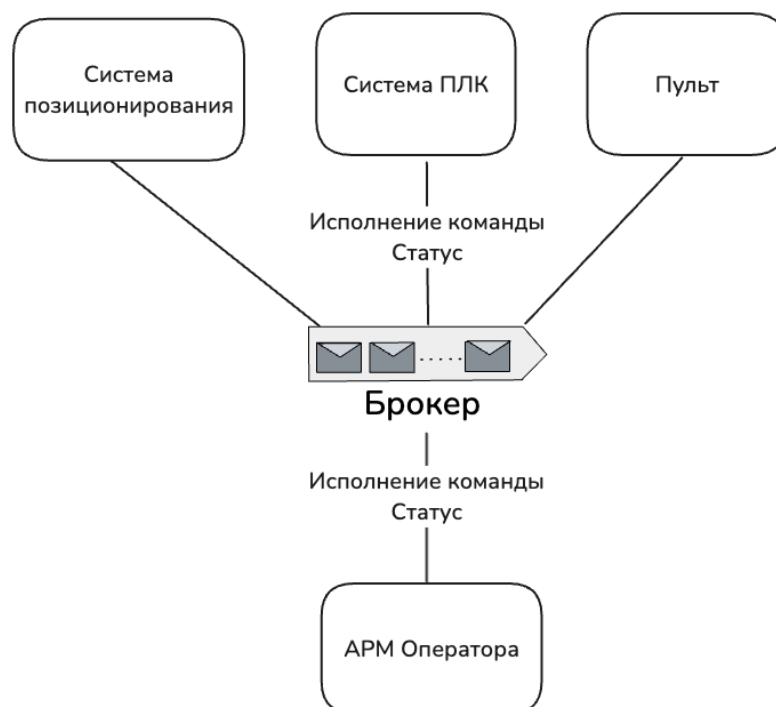 Система
позиционирования
Система ПЛК
Пульт
Исполнение команды
Статус
Брокер
Исполнение команды
Статус
АРМ Оператора